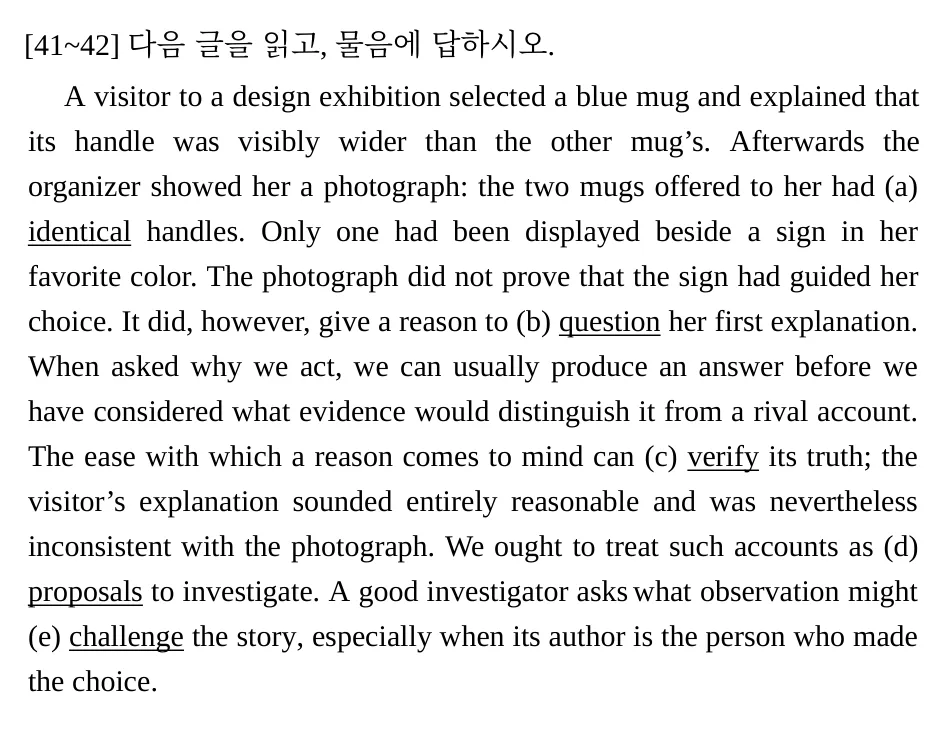 [41~42] 다음 글을 읽고, 물음에 답하시오.
A visitor to a design exhibition selected a blue mug and explained that
its handle was visibly wider than the other mug’s. Afterwards the
organizer showed her a photograph: the two mugs offered to her had (a)
identical handles. Only one had been displayed beside a sign in her
favorite color. The photograph did not prove that the sign had guided her
choice. It did, however, give a reason to (b) question her first explanation.
When asked why we act, we can usually produce an answer before we
have considered what evidence would distinguish it from a rival account.
The ease with which a reason comes to mind can (c) verify its truth; the
visitor’s explanation sounded entirely reasonable and was nevertheless
inconsistent with the photograph. We ought to treat such accounts as (d)
proposals to investigate. A good investigator asks what observation might
(e) challenge the story, especially when its author is the person who made
the choice.